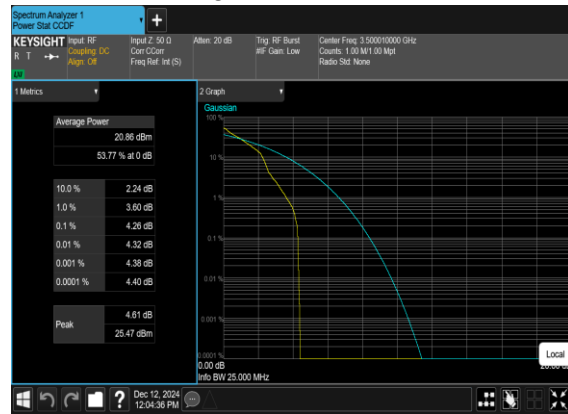 Spectrum Analyzer 1
Power Stat CCDF
KEYSIGHT
R T
LU
Input: RF
Coupling: DC
Align: Off
Input Z: 50 Ω
Corr CCorr
Freq Ref: Int (S)
Atten: 20 dB
Trig: RF Burst
#IF Gain: Low
Center Freq: 3.500010000 GHz
Counts: 1.00 M/1.00 Mpt
Radio Std: None
1 Metrics
Average Power
20.86 dBm
53.77 % at 0 dB
10.0 % 2.24 dB
1.0 % 3.60 dB
0.1 % 4.26 dB
0.01 % 4.32 dB
0.001 % 4.38 dB
0.0001 % 4.40 dB
Peak
4.61 dB
25.47 dBm
2 Graph
Gaussian
100 %
10 %
1 %
0.1 %
0.01 %
0.001 %
0.0001 %
0.00 dB
Info BW 25.000 MHz
Local
Dec 12, 2024
12:04:36 PM